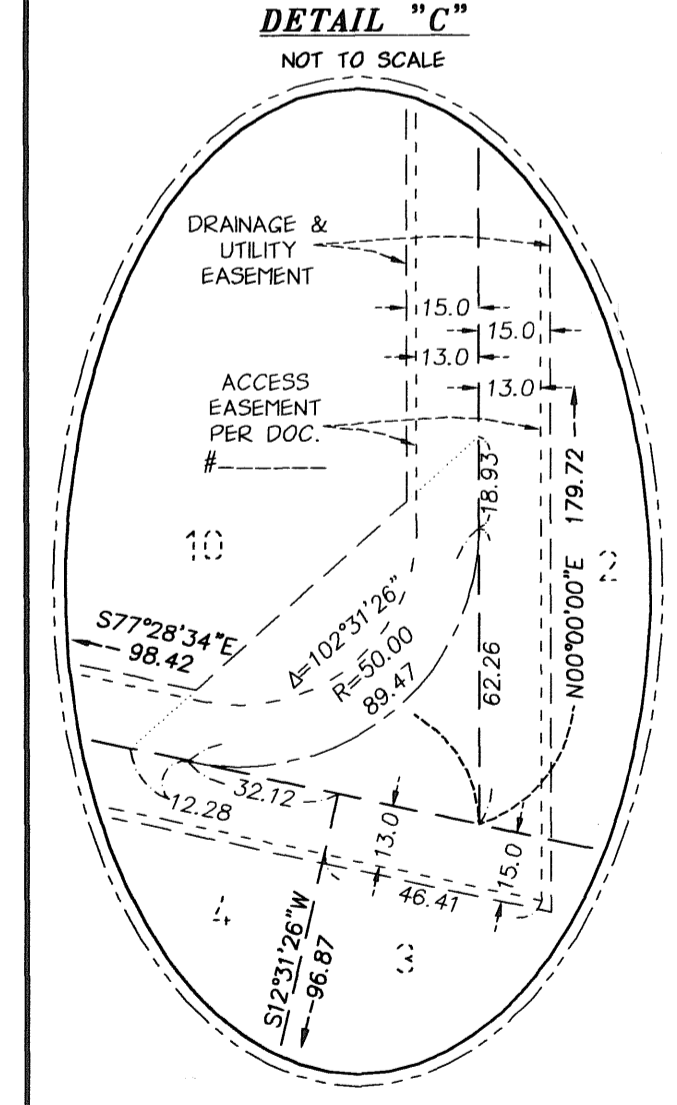 DETAIL "C"
NOT TO SCALE
DRAINAGE &
UTILITY
EASEMENT
15.0
15.0
13.0
13.0
ACCESS
EASEMENT
PER DOC.
#_______
18.93
N00°00'00"E 179.72
10
2
S77°28'34"E
98.42
Δ=102°31'26"
R=50.00
89.47
62.26
32.12
12.28
13.0
15.0
46.41
4
3
S12°31'26"W
96.87